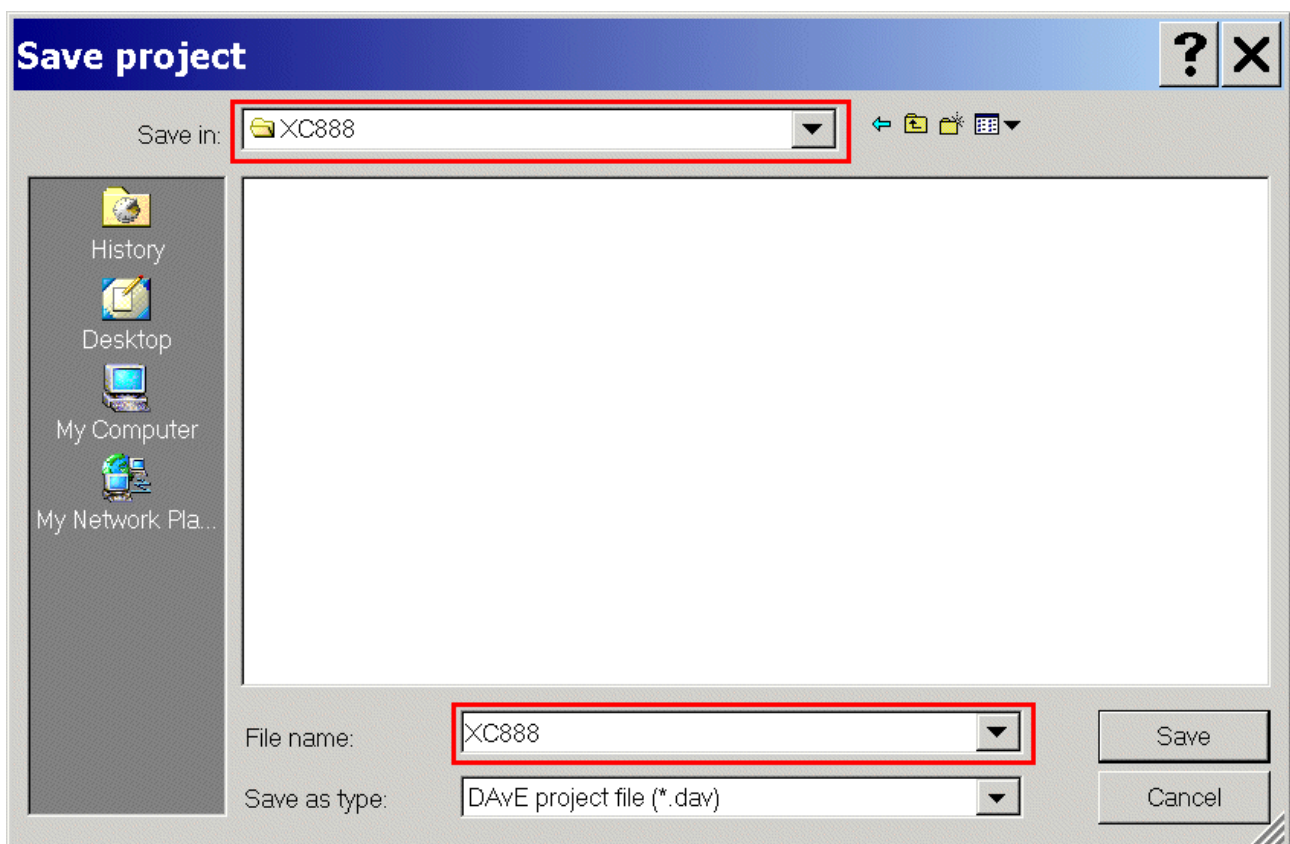 Save project
Save in: XC888
History
Desktop
My Computer
My Network Pla...
File name: XC888 Save
Save as type: DAvE project file (*.dav) Cancel